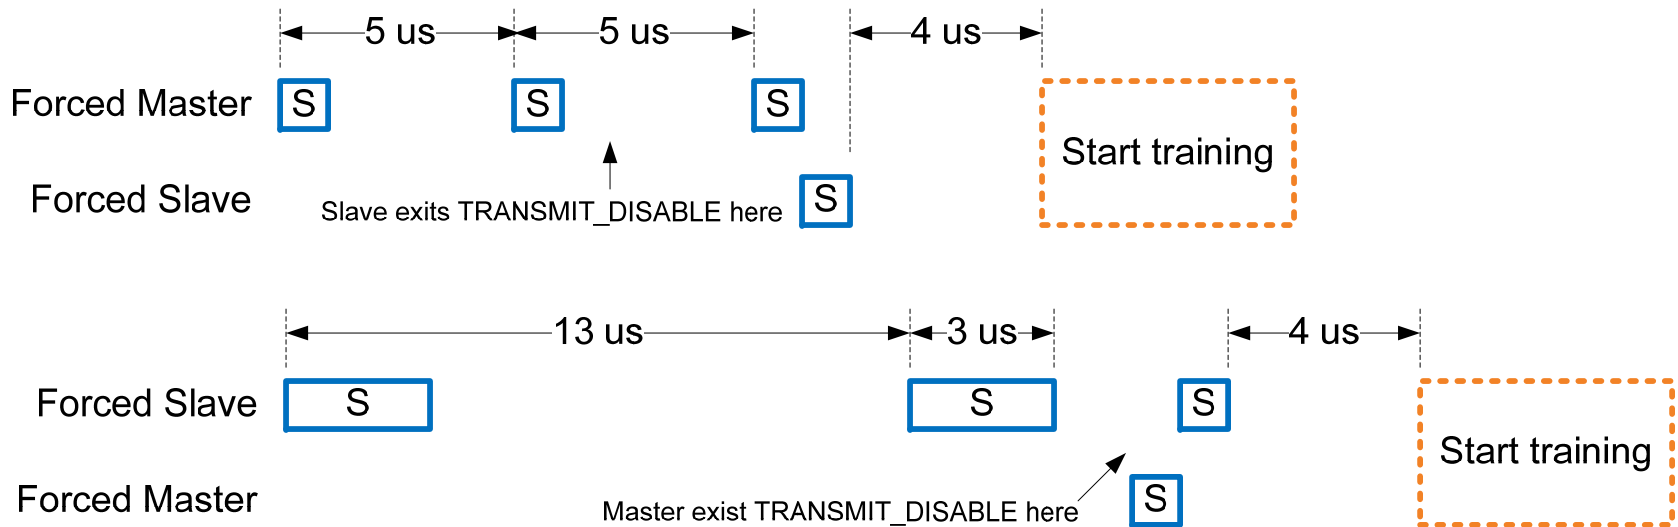 5 us 5 us 4 us
Forced Master S S S
Start training
Forced Slave Slave exits TRANSMIT_DISABLE here S
13 us 3 us 4 us
Forced Slave S S S
Start training
Forced Master Master exist TRANSMIT_DISABLE here S